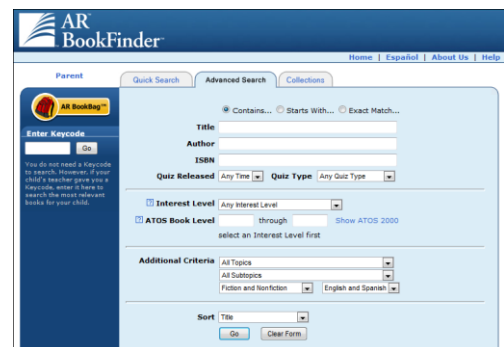 AR™
BookFinder™
Home | Español | About Us | Help
Parent
Quick Search
Advanced Search
Collections
AR BookBag™
Enter Keycode
Go
You do not need a Keycode
to search. However, if your
child's teacher gave you a
Keycode, enter it here to
search the most relevant
books for your child.
Contains... Starts With... Exact Match...
Title
Author
ISBN
Quiz Released Any Time Quiz Type Any Quiz Type
? Interest Level Any Interest Level
? ATOS Book Level through Show ATOS 2000
select an Interest Level first
Additional Criteria All Topics
All Subtopics
Fiction and Nonfiction English and Spanish
Sort Title
Go Clear Form